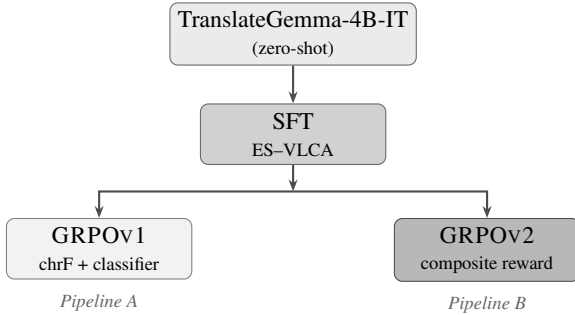 TranslateGemma-4B-IT
(zero-shot)
SFT
ES–VLCA
GRPOv1
chrF + classifier
GRPOv2
composite reward
Pipeline A
Pipeline B